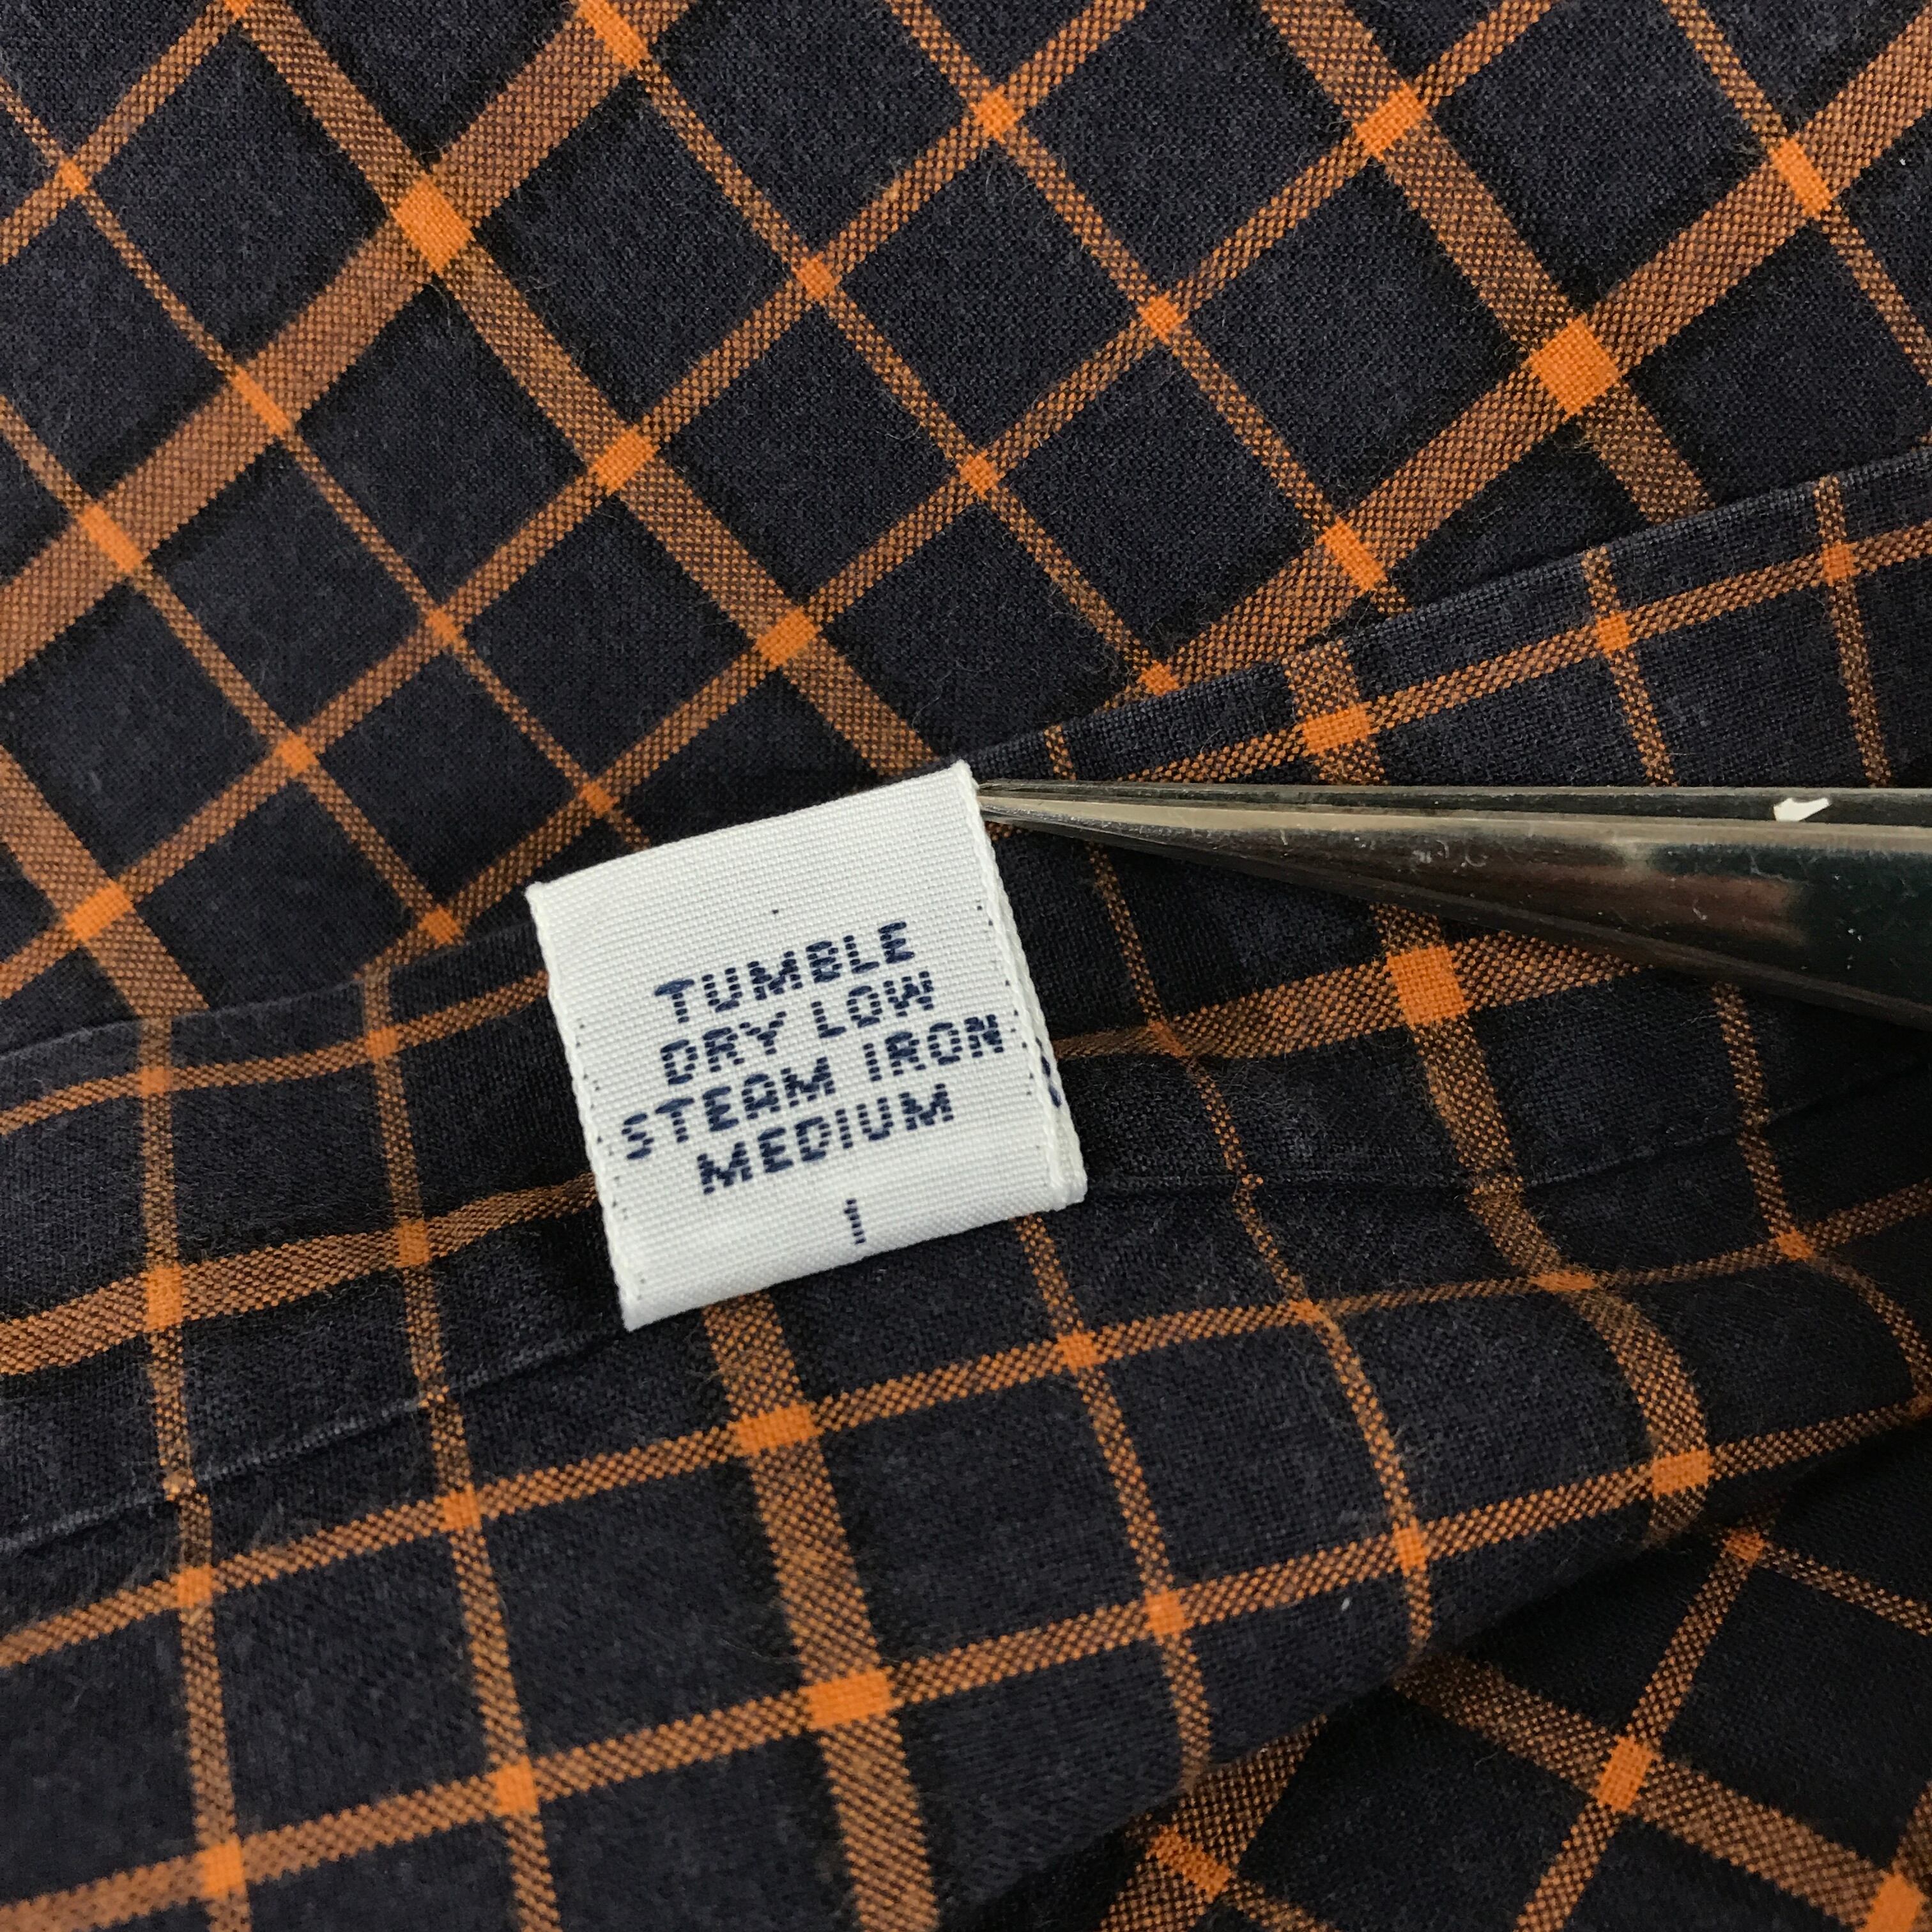 TUMBLE
DRY LOW
STEAM IRON
MEDIUM
1